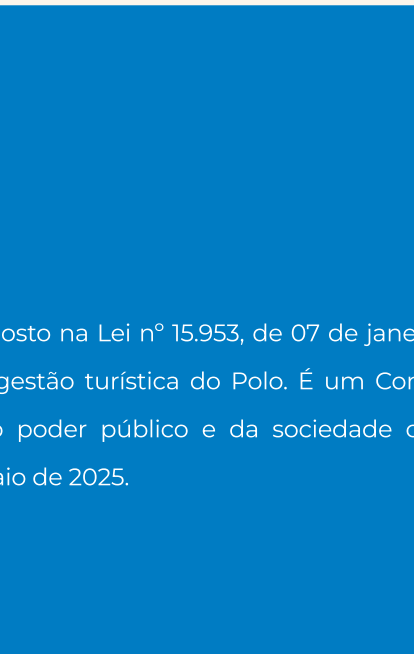 osto na Lei nº 15.953, de 07 de jane
gestão turística do Polo. É um Con
o poder público e da sociedade c
aio de 2025.